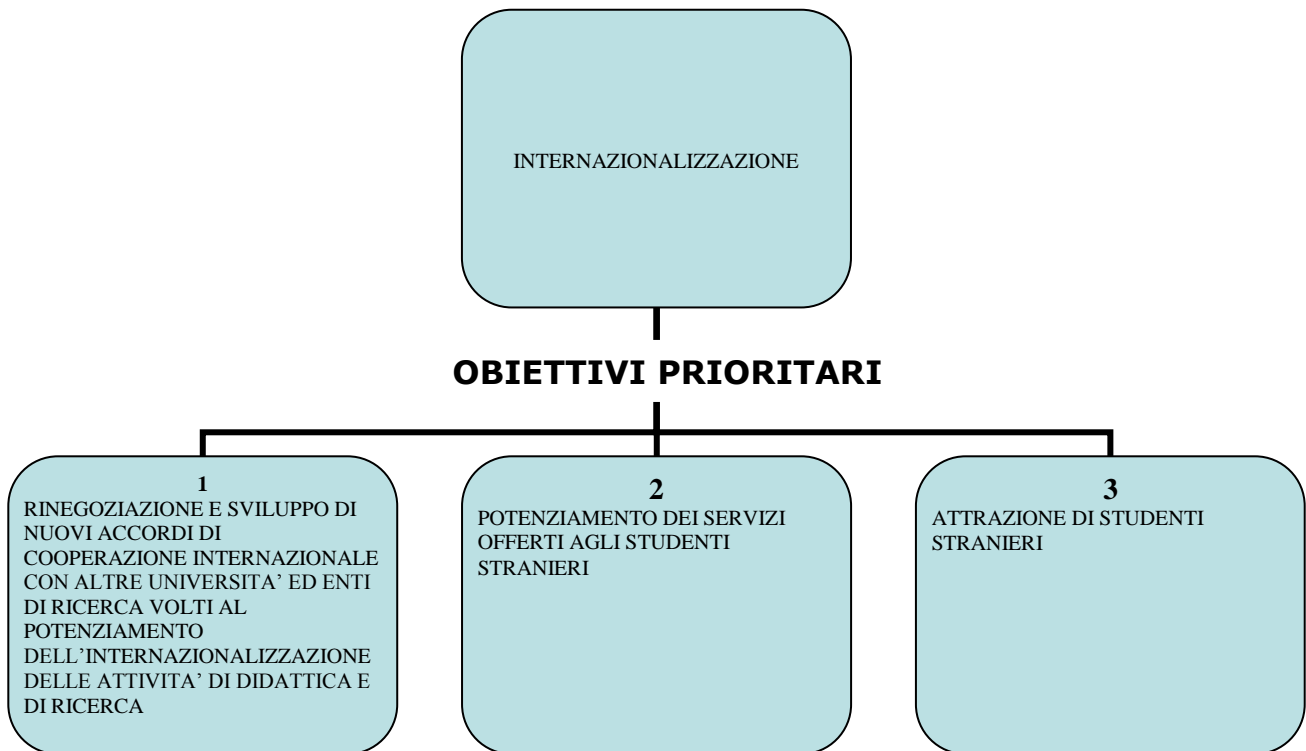 INTERNAZIONALIZZAZIONE
OBIETTIVI PRIORITARI
1
RINEGOZIAZIONE E SVILUPPO DI
NUOVI ACCORDI DI
COOPERAZIONE INTERNAZIONALE
CON ALTRE UNIVERSITA’ ED ENTI
DI RICERCA VOLTI AL
POTENZIAMENTO
DELL’INTERNAZIONALIZZAZIONE
DELLE ATTIVITA’ DI DIDATTICA E
DI RICERCA
2
POTENZIAMENTO DEI SERVIZI
OFFERTI AGLI STUDENTI
STRANIERI
3
ATTRAZIONE DI STUDENTI
STRANIERI